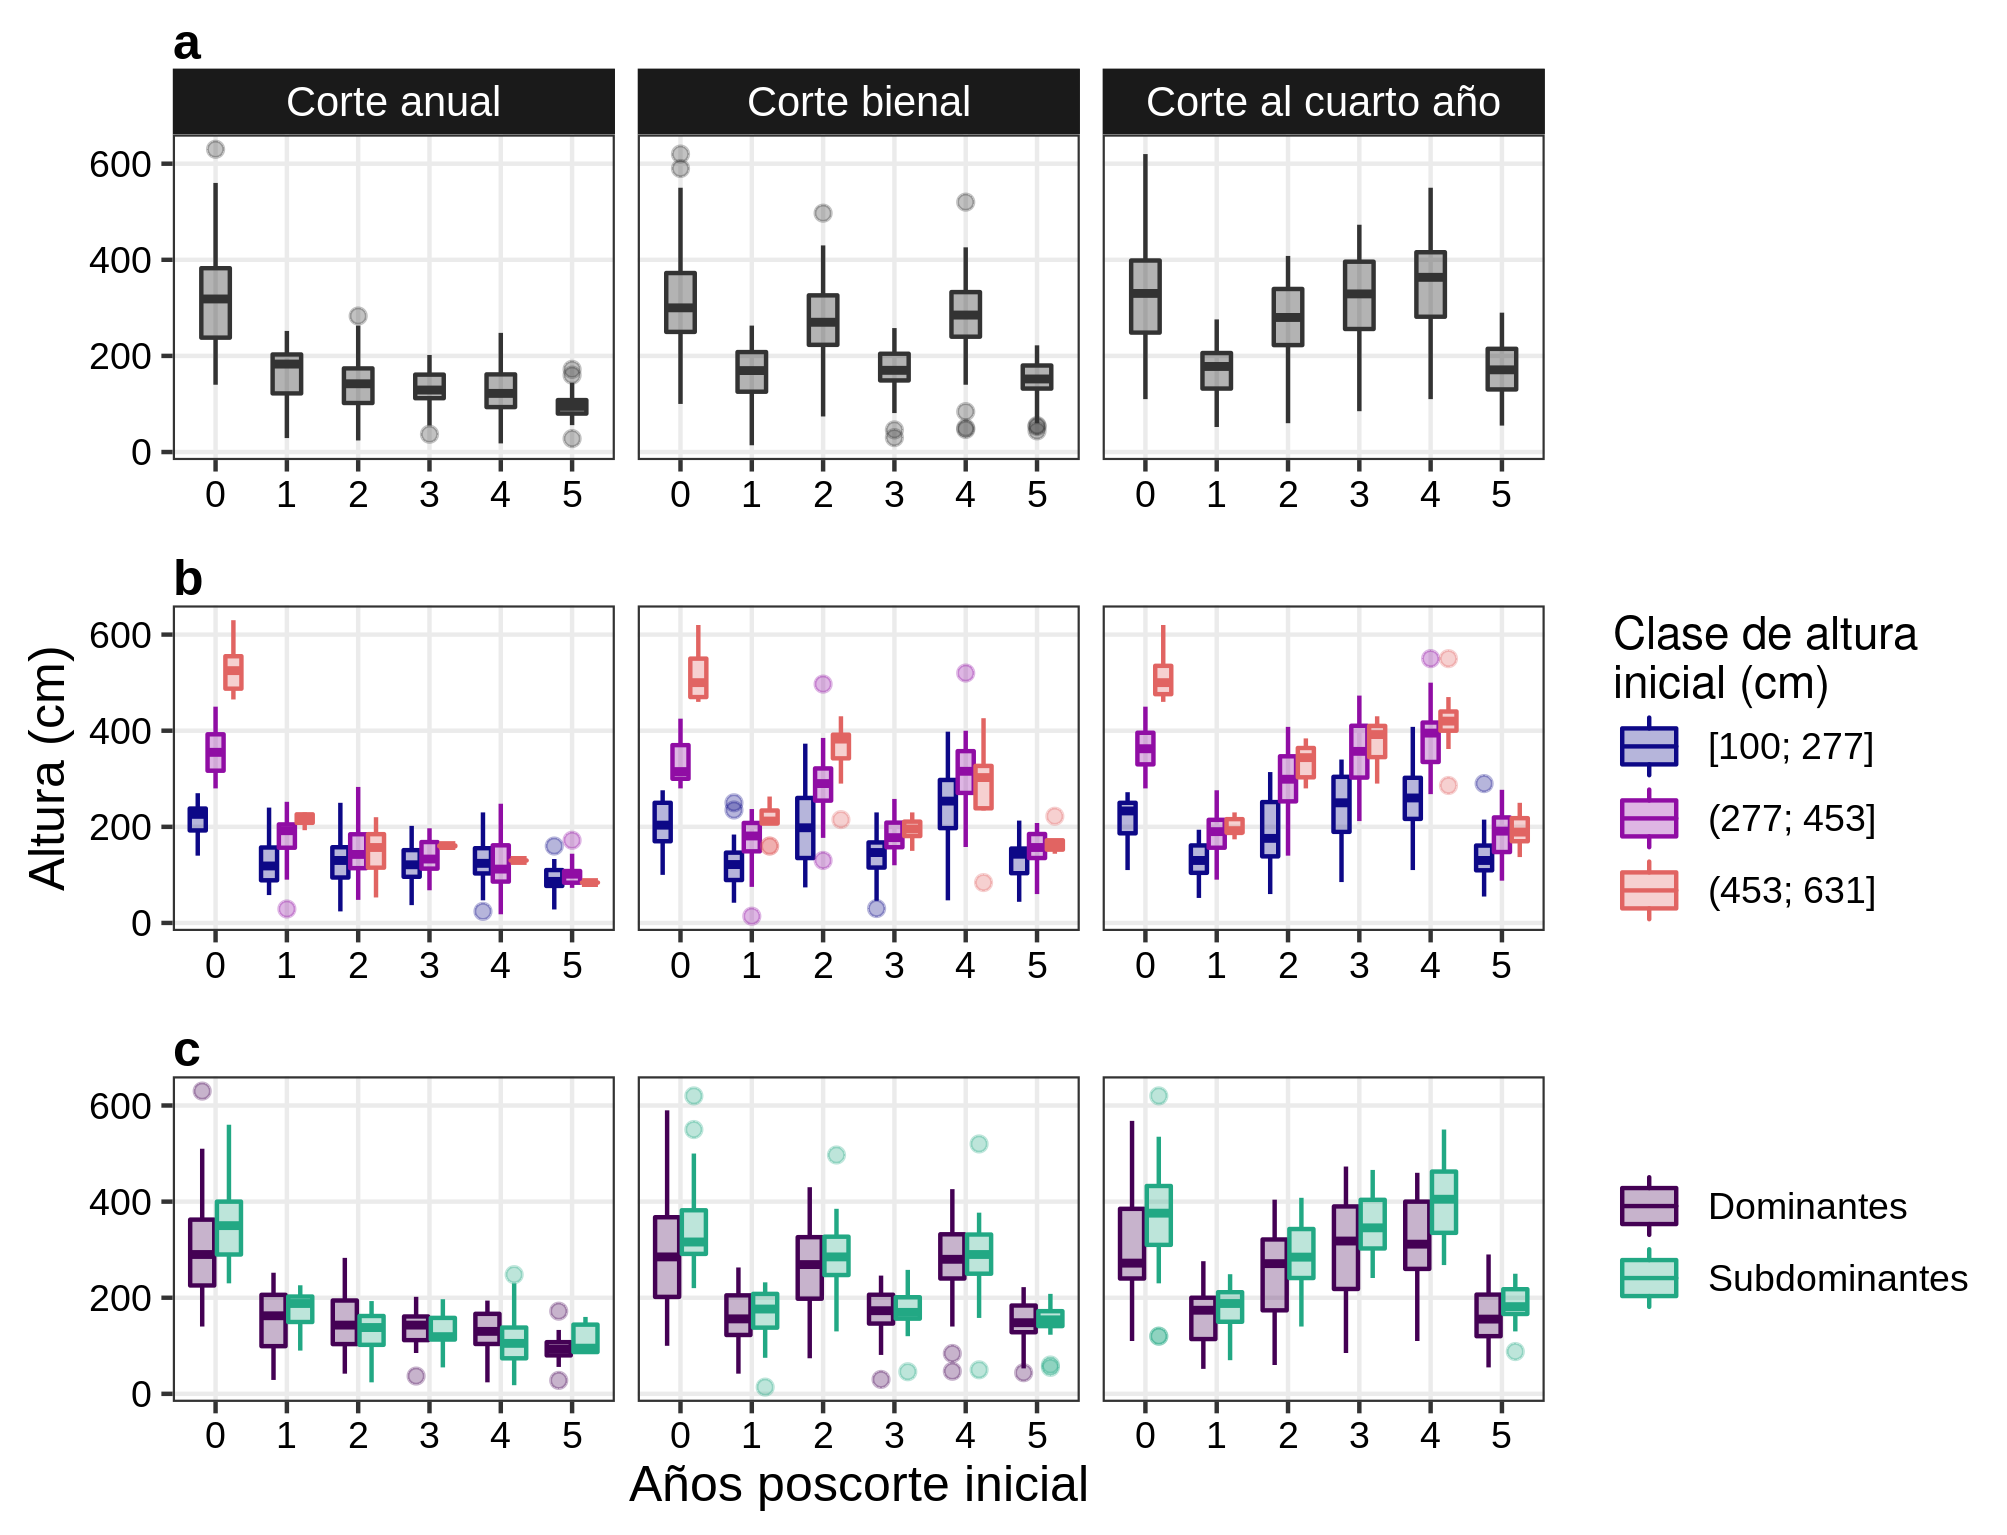 a
Corte anual Corte bienal Corte al cuarto año
600
400
200
0
0 1 2 3 4 5 0 1 2 3 4 5 0 1 2 3 4 5
b
600
400
200
0
0 1 2 3 4 5 0 1 2 3 4 5 0 1 2 3 4 5
Altura (cm)
Clase de altura
inicial (cm)
[100; 277]
(277; 453]
(453; 631]
c
600
400
200
0
0 1 2 3 4 5 0 1 2 3 4 5 0 1 2 3 4 5
Años poscorte inicial
Dominantes
Subdominantes